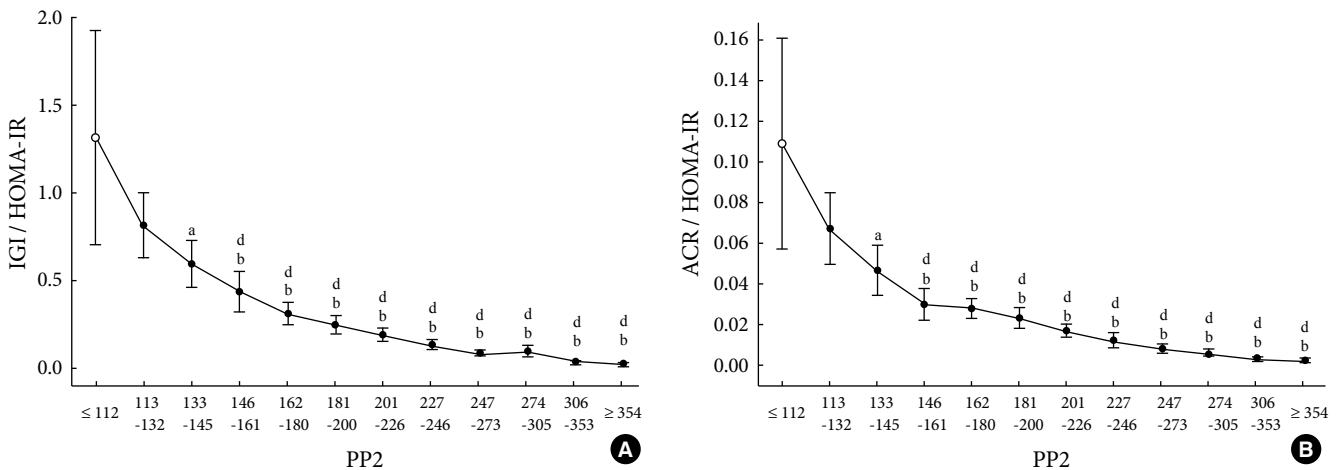 2.0
1.5
1.0
0.5
0.0
IGI / HOMA-IR
a
d
b
d
b
d
b
d
b
d
b
d
b
d
b
d
b
d
b
≤ 112 113 133 146 162 181 201 227 247 274 306 ≥ 354
-132 -145 -161 -180 -200 -226 -246 -273 -305 -353
PP2
A
0.16
0.14
0.12
0.10
0.08
0.06
0.04
0.02
0.00
ACR / HOMA-IR
a
d
b
d
b
d
b
d
b
d
b
d
b
d
b
d
b
d
b
≤ 112 113 133 146 162 181 201 227 247 274 306 ≥ 354
-132 -145 -161 -180 -200 -226 -246 -273 -305 -353
PP2
B